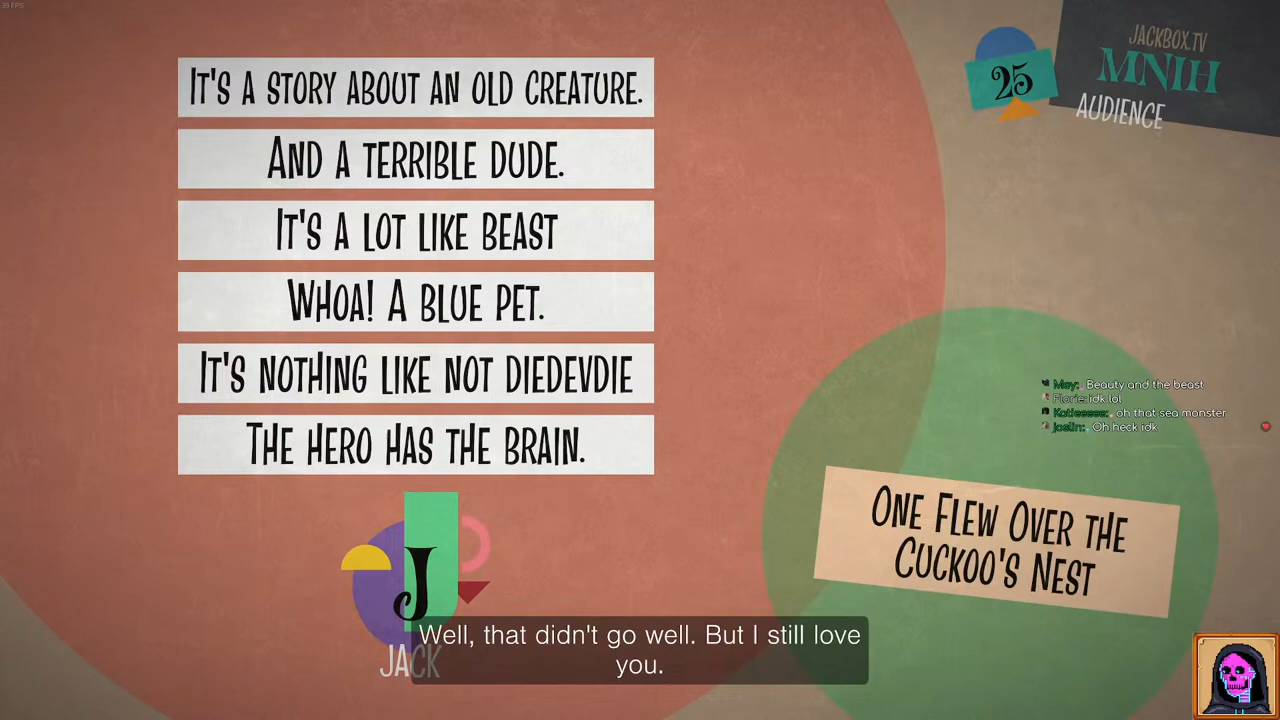 39 FPS
IT'S A STORY ABOUT AN OLD CREATURE.
AND A TERRIBLE DUDE.
IT'S A LOT LIKE BEAST
WHOA! A BLUE PET.
IT'S NOTHING LIKE NOT DIEDEVDIE
THE HERO HAS THE BRAIN.
J
JACK
25
JACKBOX.TV
MNIH
AUDIENCE
May: Beauty and the beast
Florie: idk lol
Katieeeee: oh that sea monster
joslin: Oh heck idk
ONE FLEW OVER THE
CUCKOO'S NEST
Well, that didn't go well. But I still love
you.